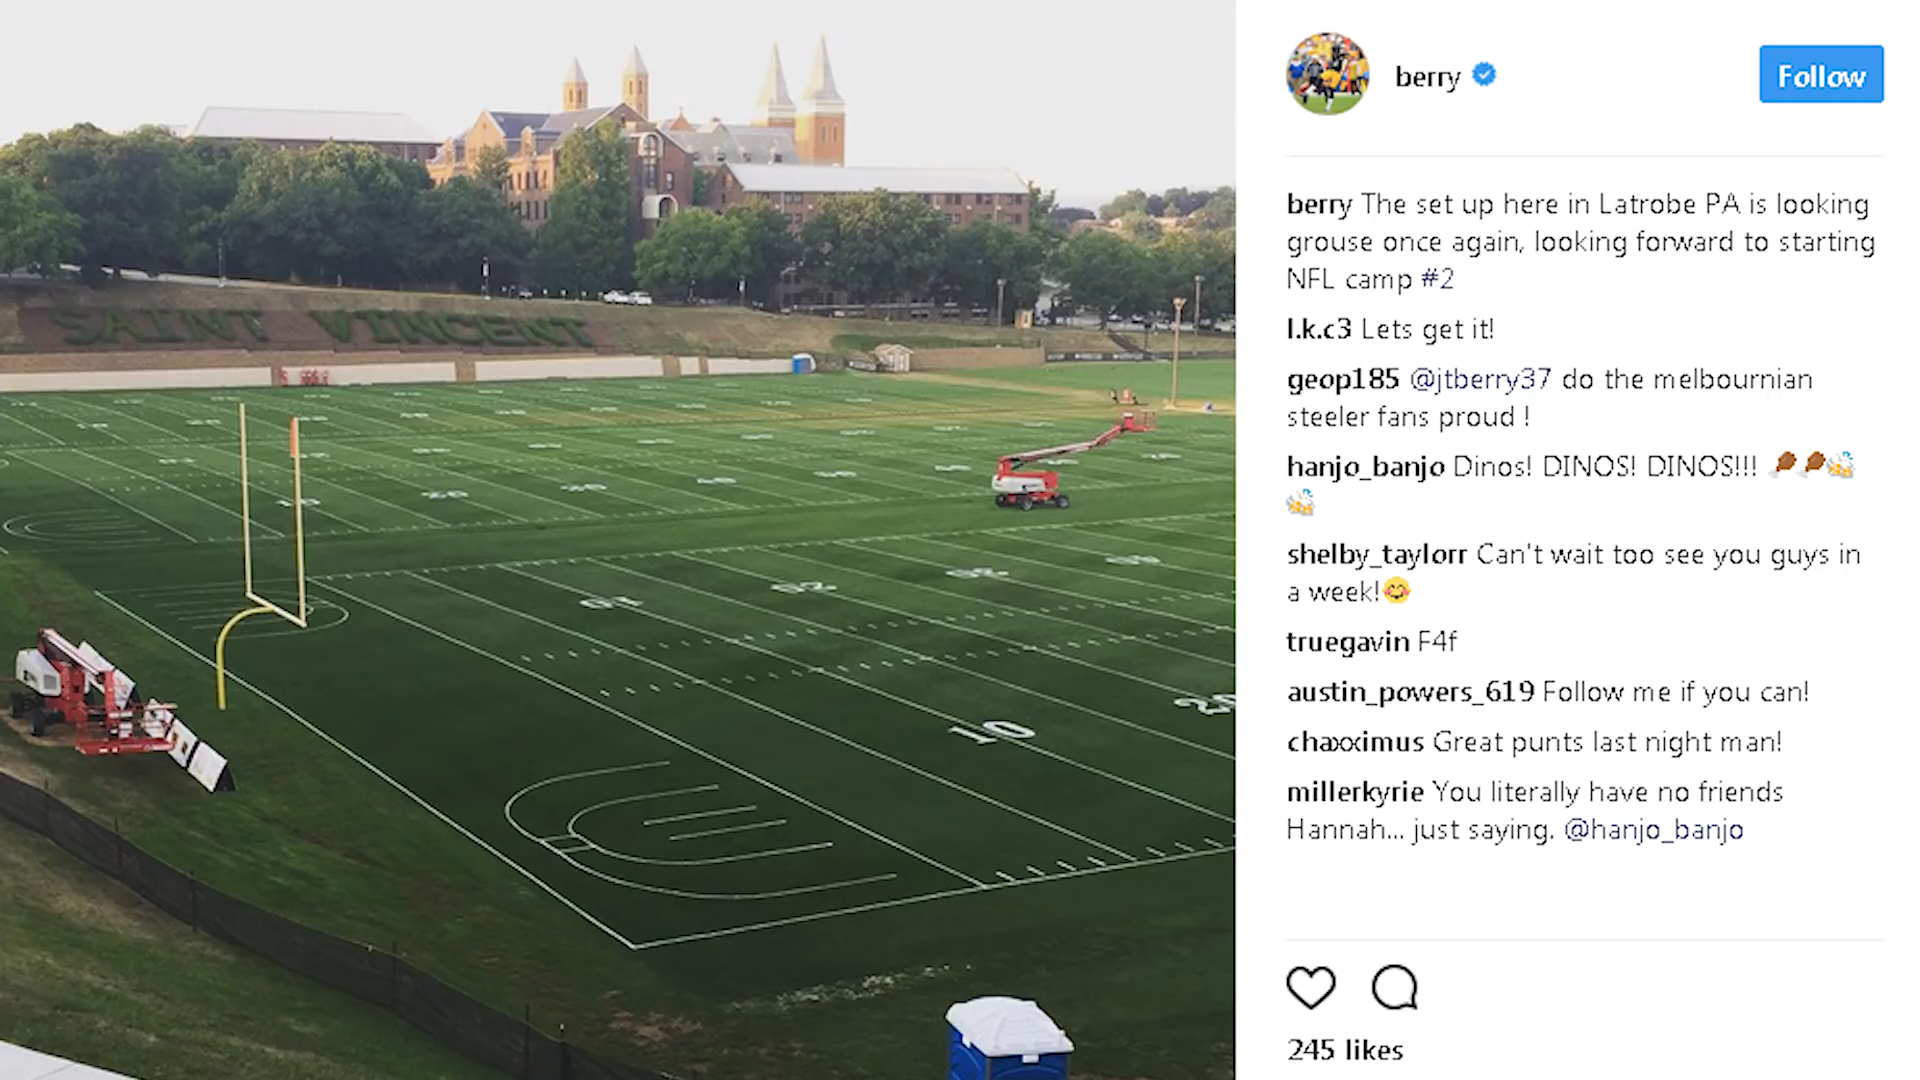 berry
Follow
berry The set up here in Latrobe PA is looking
grouse once again, looking forward to starting
NFL camp #2
l.k.c3 Lets get it!
geop185 @jtberry37 do the melbournian
steeler fans proud !
hanjo_banjo Dinos! DINOS! DINOS!!! 🍗🍗🍻
🍻
shelby_taylorr Can't wait too see you guys in
a week!😊
truegavin F4f
austin_powers_619 Follow me if you can!
chaxximus Great punts last night man!
millerkyrie You literally have no friends
Hannah... just saying. @hanjo_banjo
245 likes
SAINT VINCENT
10